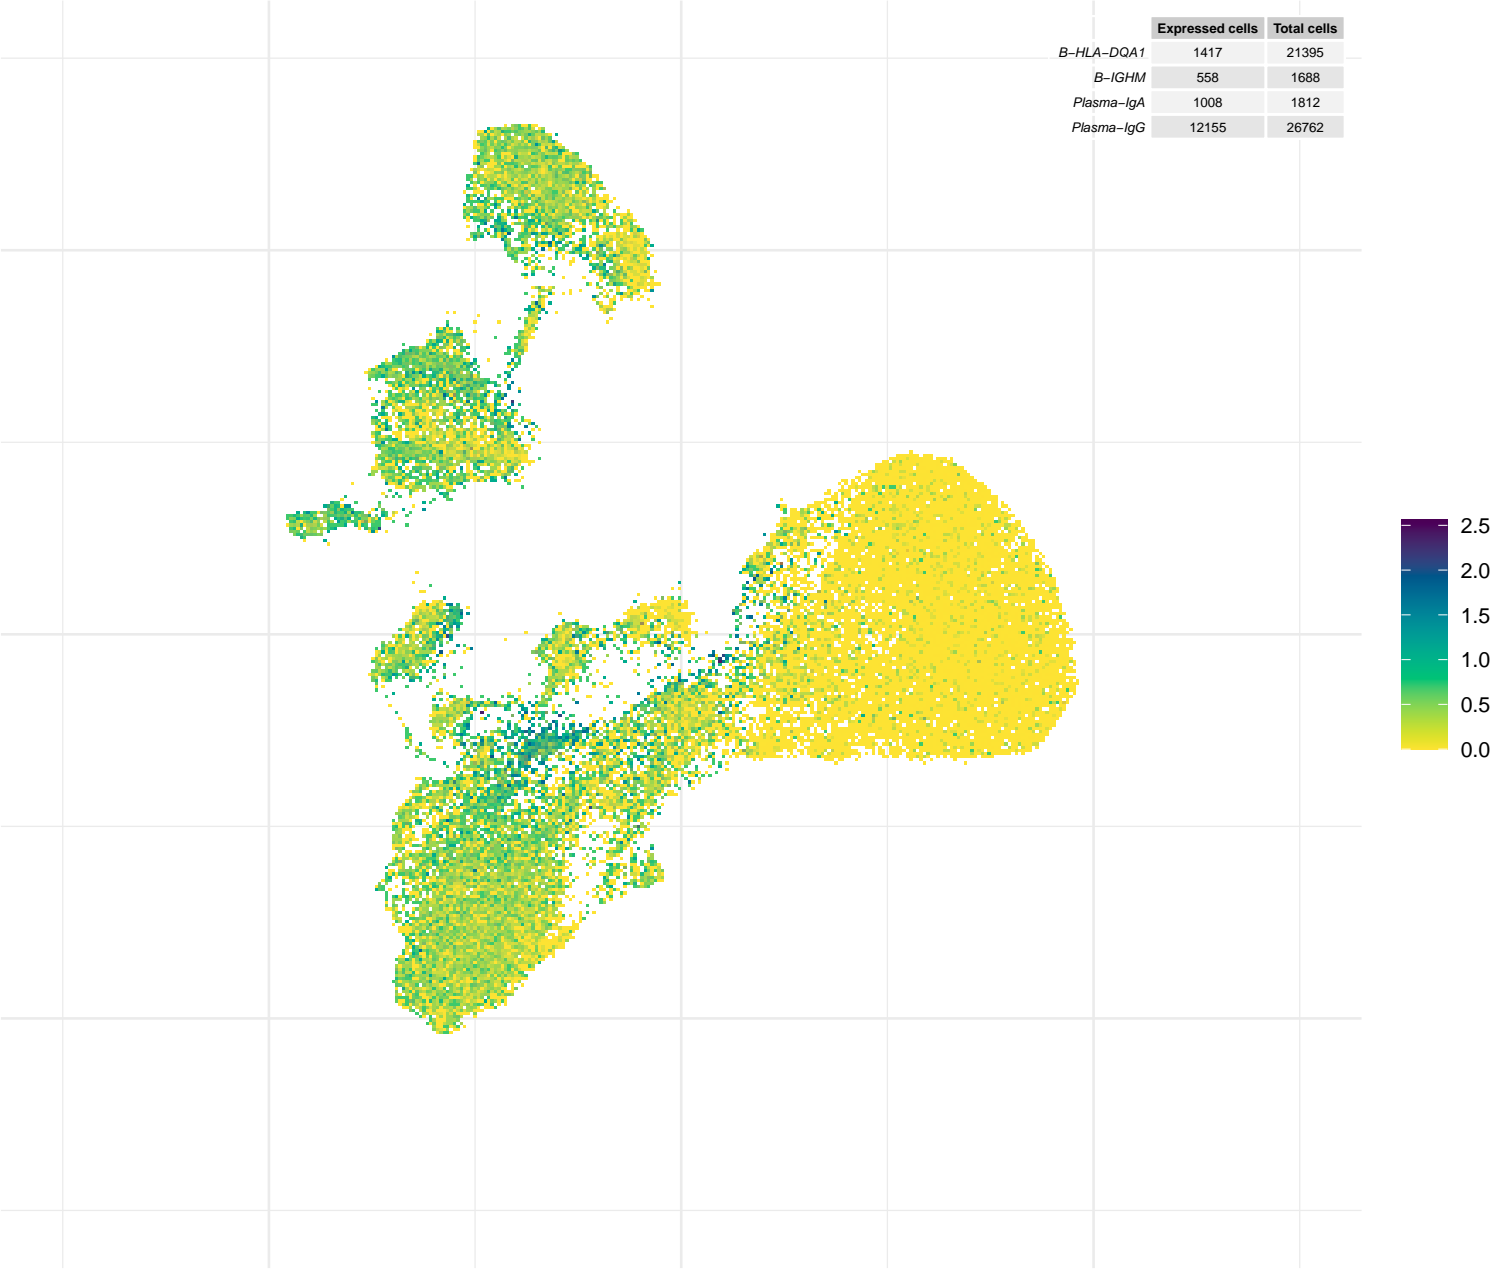 Expressed cells Total cells
B−HLA−DQA1 1417 21395
B−IGHM 558 1688
Plasma−IgA 1008 1812
Plasma−IgG 12155 26762
2.5
2.0
1.5
1.0
0.5
0.0